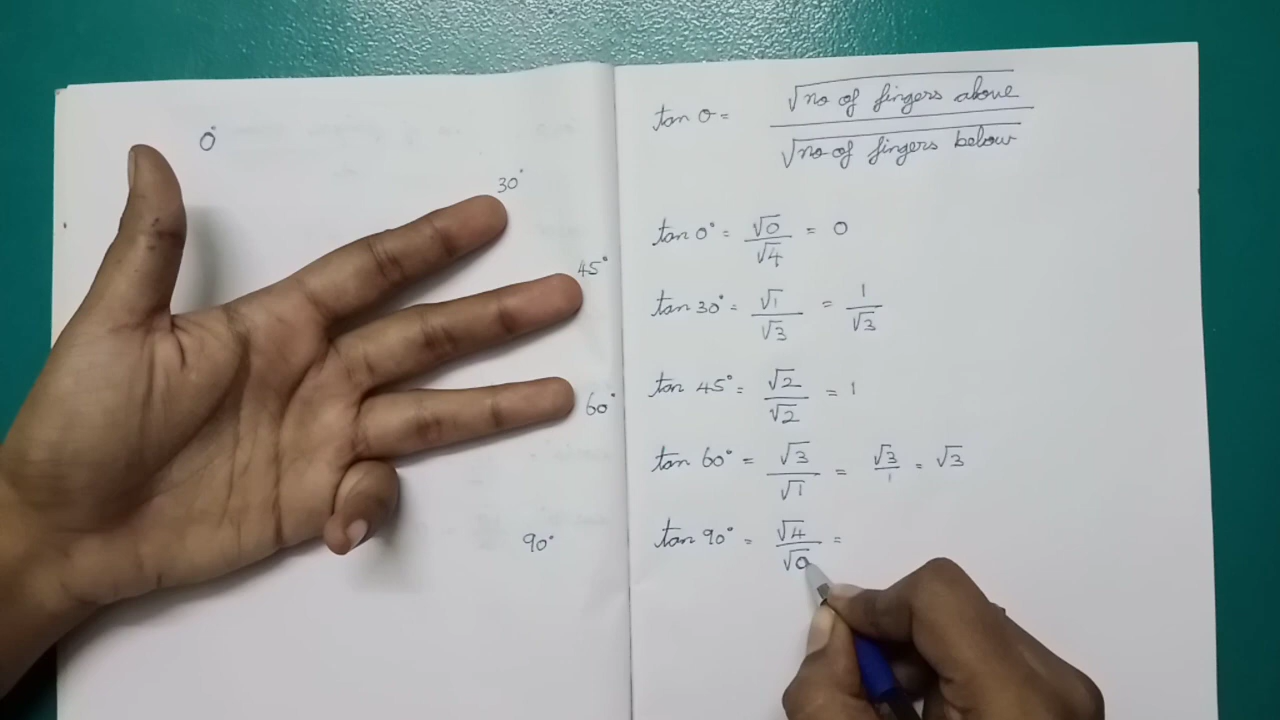 0°
30°
45°
60°
90°
tan θ = √no of fingers above / √no of fingers below
tan 0° = √0 / √4 = 0
tan 30° = √1 / √3 = 1 / √3
tan 45° = √2 / √2 = 1
tan 60° = √3 / √1 = √3 / 1 = √3
tan 90° = √4 / √0 =